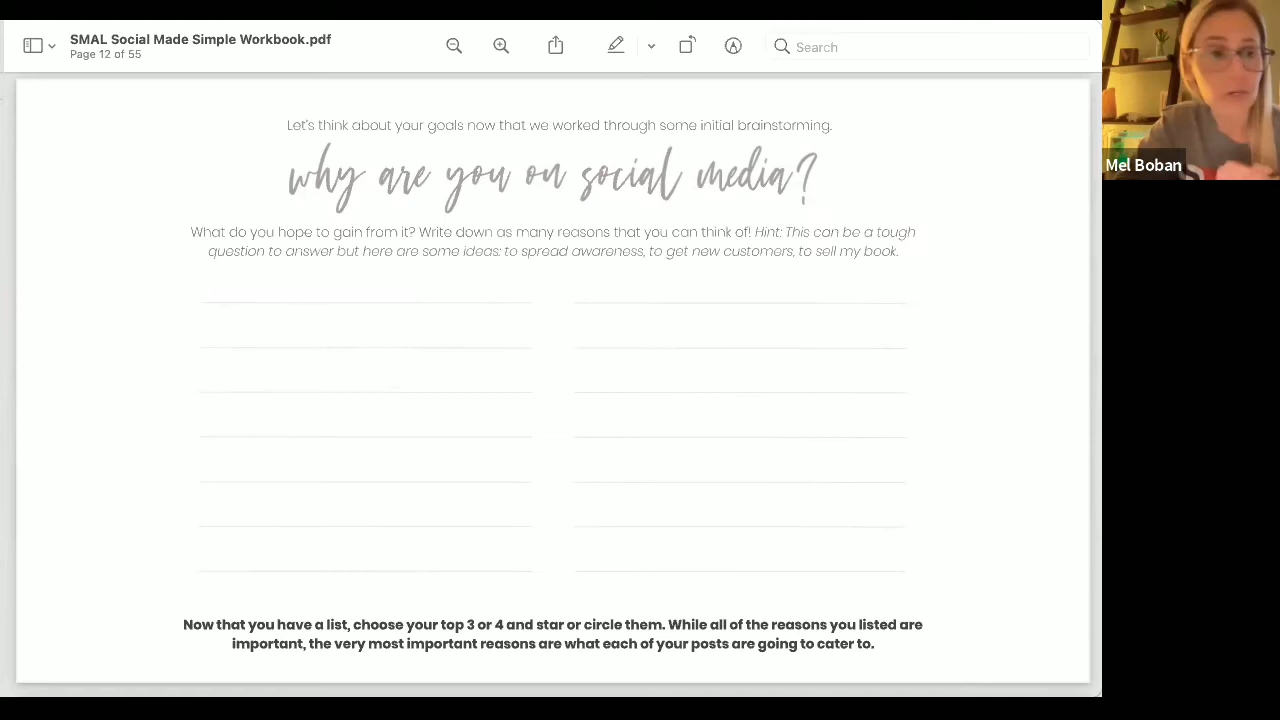 SMAL Social Made Simple Workbook.pdf
Page 12 of 55
Search
Mel Boban
Let's think about your goals now that we worked through some initial brainstorming.
why are you on social media?
What do you hope to gain from it? Write down as many reasons that you can think of! Hint: This can be a tough
question to answer but here are some ideas: to spread awareness, to get new customers, to sell my book.
Now that you have a list, choose your top 3 or 4 and star or circle them. While all of the reasons you listed are
important, the very most important reasons are what each of your posts are going to cater to.